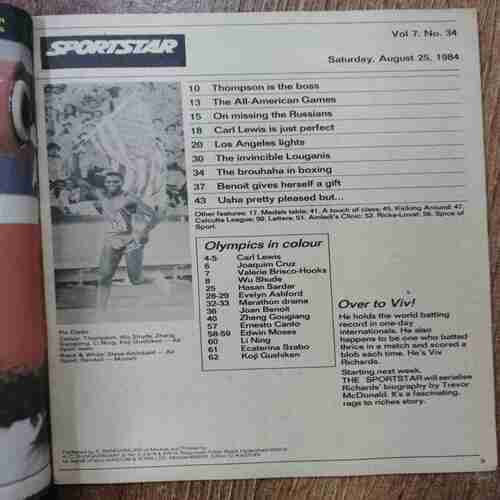 SPORTSTAR
Vol 7. No. 34
Saturday, August 25, 1984
10 Thompson is the boss
13 The All-American Games
15 On missing the Russians
18 Carl Lewis is just perfect
20 Los Angeles lights
30 The invincible Louganis
34 The brouhaha in boxing
37 Benoit gives herself a gift
43 Usha pretty pleased but...
Other features: 17. Medals table; 41. A touch of class; 45. Kicking Around; 47.
Calcutta League; 50. Letters; 51. Amladi's Clinic; 52. Ricka-Lovat; 56. Spice of
Sport.
Olympics in colour
4-5 Carl Lewis
6 Joaquim Cruz
7 Valerie Brisco-Hooks
8 Wu Shude
25 Hasan Sardar
28-29 Evelyn Ashford
32-33 Marathon drama
36 Joan Benoit
40 Zheng Gougiang
57 Ernesto Canto
58-59 Edwin Moses
60 Li Ning
61 Ecaterina Szabo
62 Koji Gushiken
Over to Viv!
He holds the world batting
record in one-day
internationals. He also
happens to be one who batted
thrice in a match and scored a
blob each time. He's Viv
Richards.
Starting next week,
THE SPORTSTAR will serialise
Richards' biography by Trevor
McDonald. It's a fascinating,
rags to riches story.